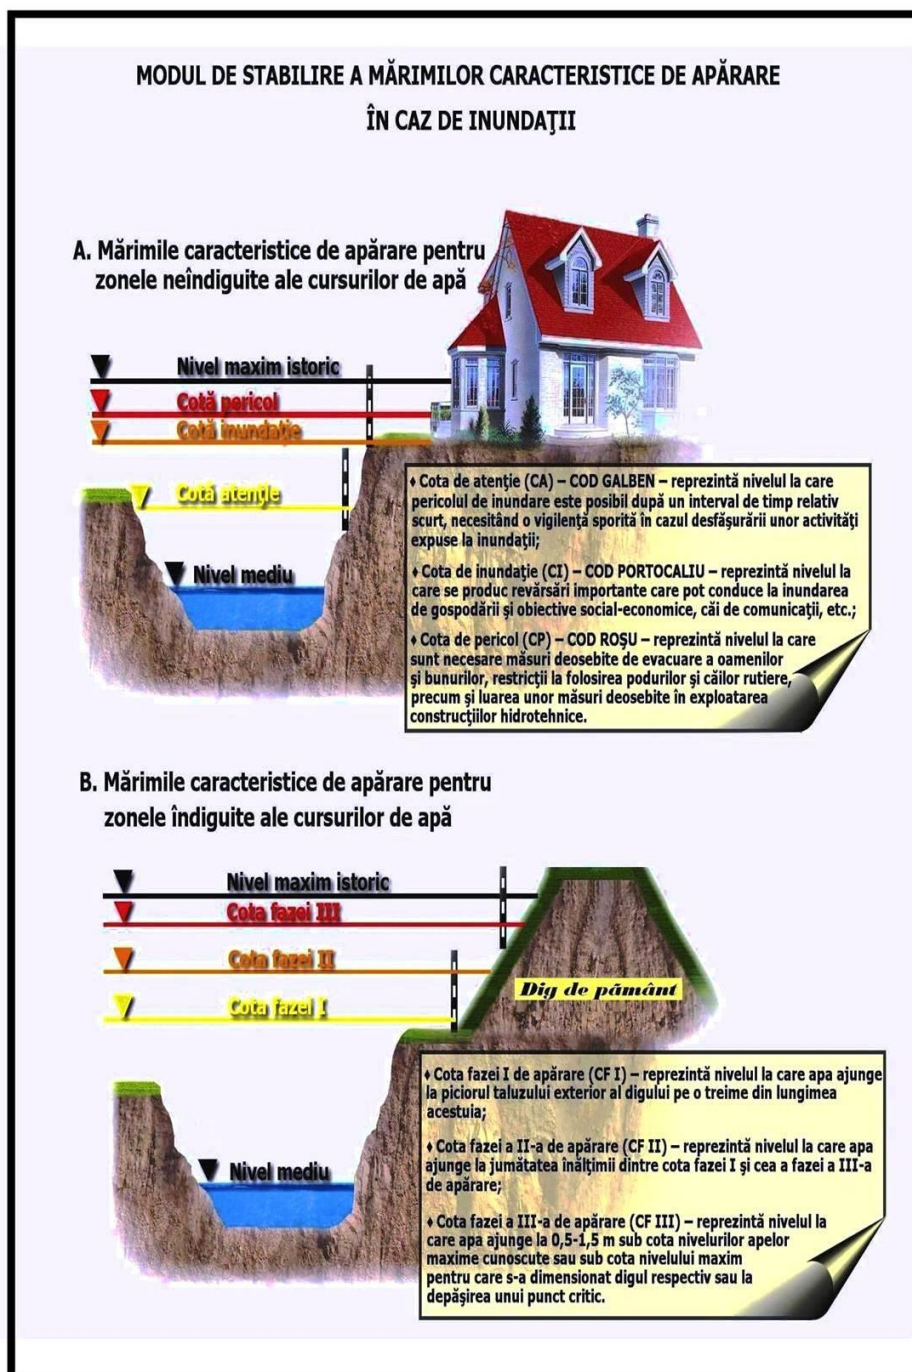 MODUL DE STABILIRE A MĂRIMILOR CARACTERISTICE DE APĂRARE
ÎN CAZ DE INUNDAŢII
A. Mărimile caracteristice de apărare pentru
zonele neîndiguite ale cursurilor de apă
Nivel maxim istoric
Cotă pericol
Cotă inundaţie
Cotă atenţie
Nivel mediu
♦ Cota de atenţie (CA) – COD GALBEN – reprezintă nivelul la care
pericolul de inundare este posibil după un interval de timp relativ
scurt, necesitând o vigilenţă sporită în cazul desfăşurării unor activităţi
expuse la inundaţii;
♦ Cota de inundaţie (CI) – COD PORTOCALIU – reprezintă nivelul la
care se produc revărsări importante care pot conduce la inundarea
de gospodării şi obiective social-economice, căi de comunicaţii, etc.;
♦ Cota de pericol (CP) – COD ROŞU – reprezintă nivelul la care
sunt necesare măsuri deosebite de evacuare a oamenilor
şi bunurilor, restricţii la folosirea podurilor şi căilor rutiere,
precum şi luarea unor măsuri deosebite în exploatarea
construcţiilor hidrotehnice.
B. Mărimile caracteristice de apărare pentru
zonele îndiguite ale cursurilor de apă
Nivel maxim istoric
Cota fazei III
Cota fazei II
Cota fazei I
Dig de pământ
Nivel mediu
♦ Cota fazei I de apărare (CF I) – reprezintă nivelul la care apa ajunge
la piciorul taluzului exterior al digului pe o treime din lungimea
acestuia;
♦ Cota fazei a II-a de apărare (CF II) – reprezintă nivelul la care apa
ajunge la jumătatea înălţimii dintre cota fazei I şi cea a fazei a III-a
de apărare;
♦ Cota fazei a III-a de apărare (CF III) – reprezintă nivelul la
care apa ajunge la 0,5-1,5 m sub cota nivelurilor apelor
maxime cunoscute sau sub cota nivelului maxim
pentru care s-a dimensionat digul respectiv sau la
depăşirea unui punct critic.